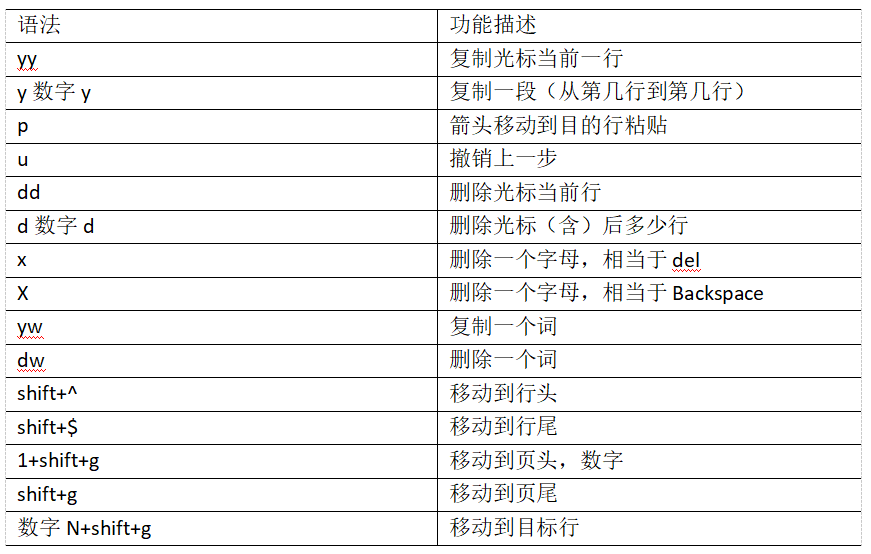 语法 功能描述
yy 复制光标当前一行
y 数字 y 复制一段（从第几行到第几行）
p 箭头移动到目的行粘贴
u 撤销上一步
dd 删除光标当前行
d 数字 d 删除光标（含）后多少行
x 删除一个字母，相当于 del
X 删除一个字母，相当于 Backspace
yw 复制一个词
dw 删除一个词
shift+^ 移动到行头
shift+$ 移动到行尾
1+shift+g 移动到页头，数字
shift+g 移动到页尾
数字 N+shift+g 移动到目标行